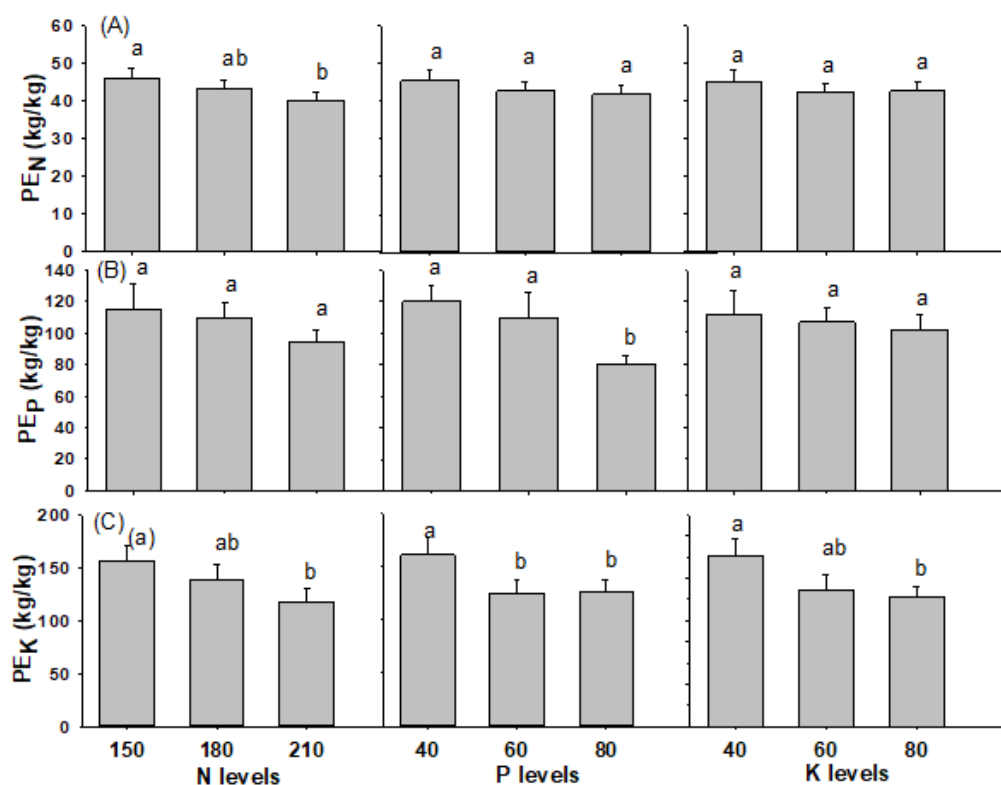 (A)
60
50
40
30
20
10
0
PEN (kg/kg)
a
ab
b
a
a
a
a
a
a
(B)
140
120
100
80
60
40
20
0
PEP (kg/kg)
a
a
a
a
a
b
a
a
a
(C)
200
150
100
50
0
PEK (kg/kg)
(a)
ab
b
a
b
b
a
ab
b
150 180 210 40 60 80 40 60 80
N levels P levels K levels